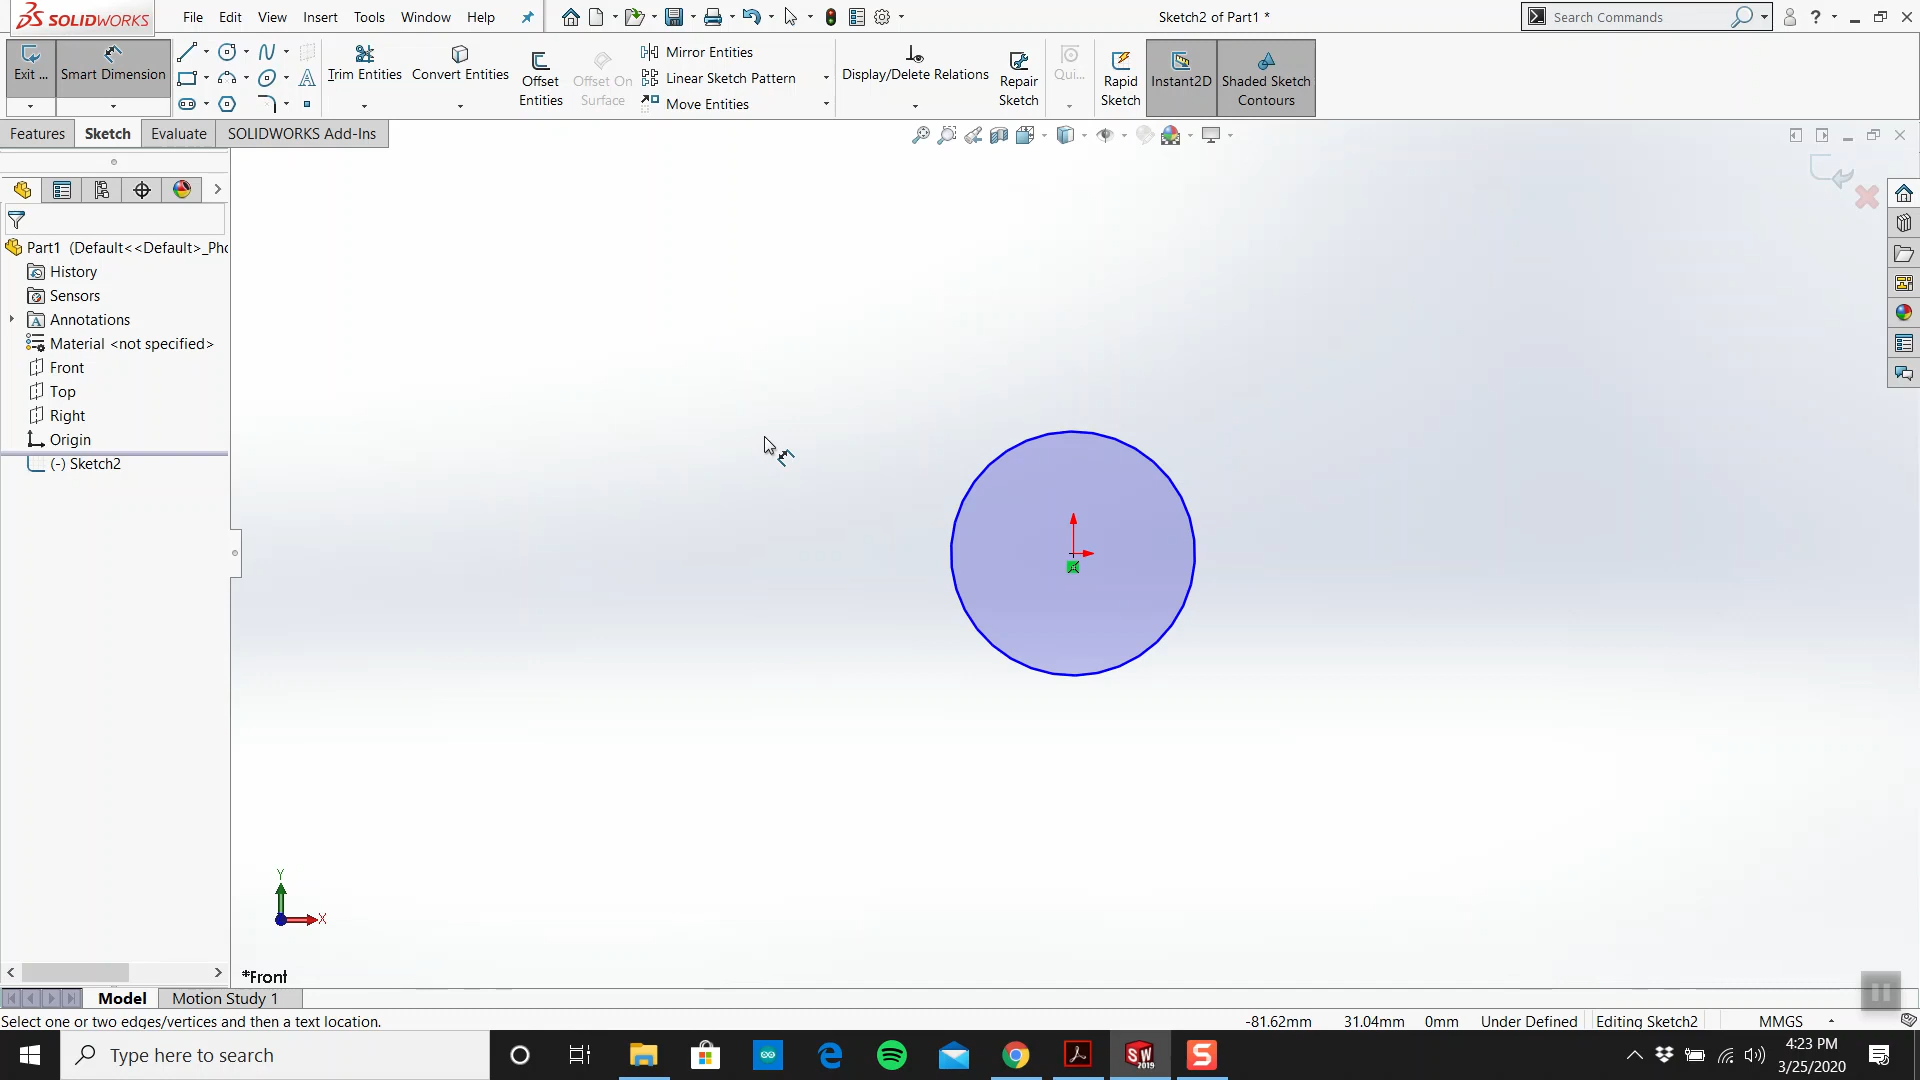 SOLIDWORKS File Edit View Insert Tools Window Help Sketch2 of Part1 * Search Commands ?
Exit ... Smart Dimension Trim Entities Convert Entities Offset Entities Offset On Surface Mirror Entities Display/Delete Relations Repair Sketch Qui... Rapid Sketch Instant2D Shaded Sketch Contours
Linear Sketch Pattern
Move Entities
Features Sketch Evaluate SOLIDWORKS Add-Ins
Part1 (Default<<Default>_Pho
History
Sensors
A Annotations
Material <not specified>
Front
Top
Right
Origin
(-) Sketch2
Y
X
*Front
Model Motion Study 1
Select one or two edges/vertices and then a text location. -81.62mm 31.04mm 0mm Under Defined Editing Sketch2 MMGS
Type here to search SW 2019 S 4:23 PM
3/25/2020